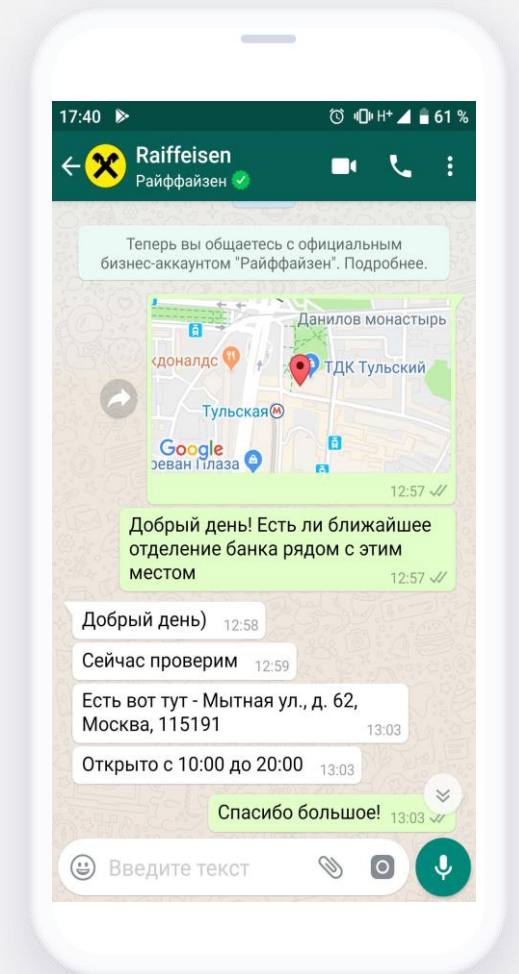 17:40 H+ 61 %
Raiffeisen
Райффайзен
Теперь вы общаетесь с официальным
бизнес-аккаунтом "Райффайзен". Подробнее.
Данилов монастырь
кдоналдс
ТДК Тульский
Тульская М
Google
реван Плаза
12:57
Добрый день! Есть ли ближайшее
отделение банка рядом с этим
местом
12:57
Добрый день) 12:58
Сейчас проверим 12:59
Есть вот тут - Мытная ул., д. 62,
Москва, 115191
13:03
Открыто с 10:00 до 20:00 13:03
Спасибо большое! 13:03
Введите текст